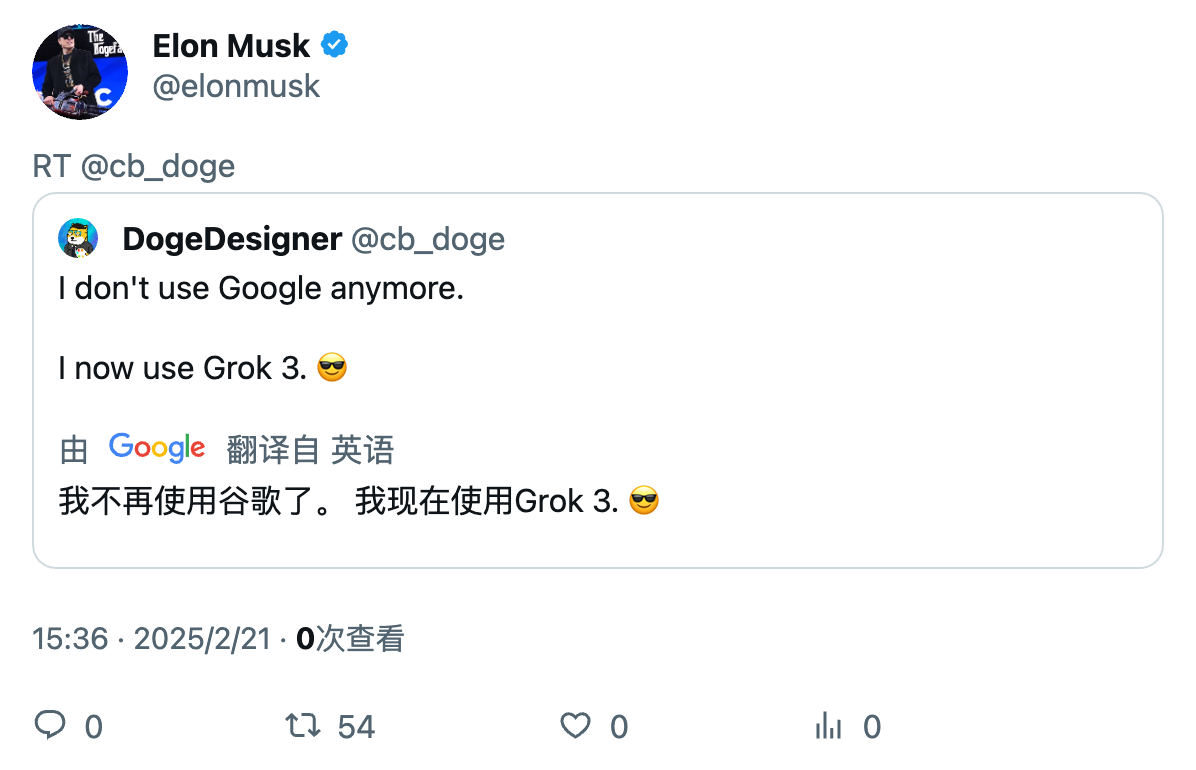 The
DogeFa
C
Elon Musk
@elonmusk
RT @cb_doge
DogeDesigner @cb_doge
I don't use Google anymore.
I now use Grok 3. 😎
由 Google 翻译自 英语
我不再使用谷歌了。 我现在使用Grok 3. 😎
15:36 · 2025/2/21 · 0次查看
0 54 0 0